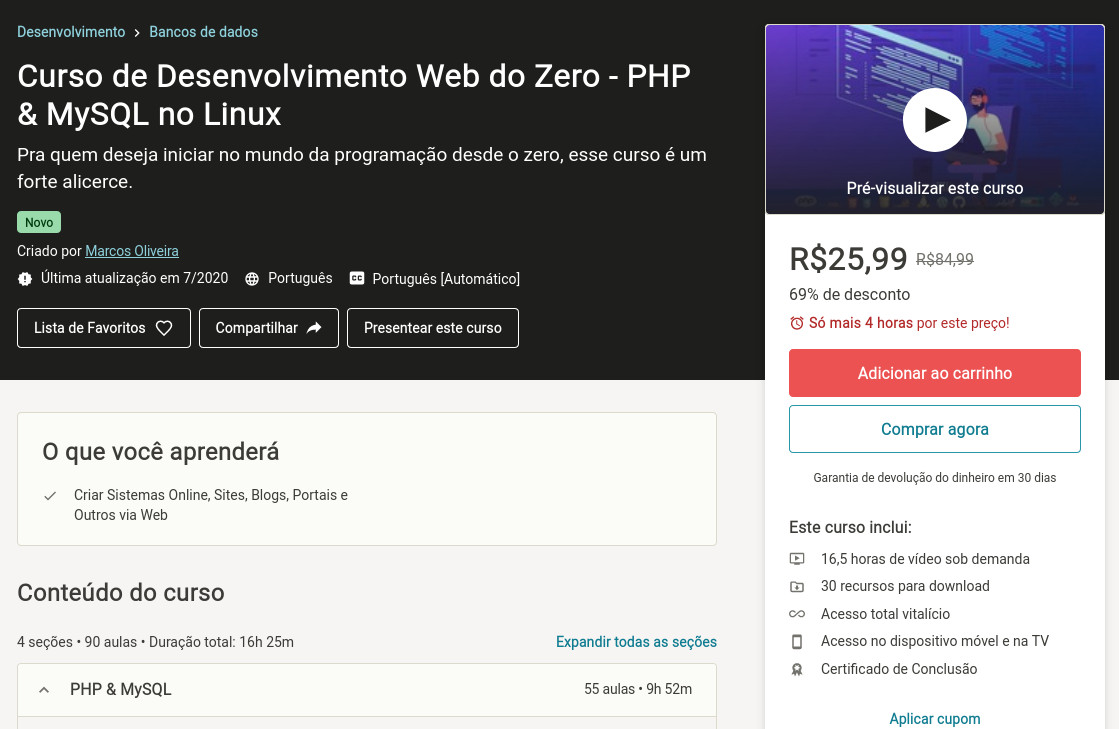 Desenvolvimento > Bancos de dados
Curso de Desenvolvimento Web do Zero - PHP
& MySQL no Linux
Pra quem deseja iniciar no mundo da programação desde o zero, esse curso é um
forte alicerce.
Novo
Criado por Marcos Oliveira
Última atualização em 7/2020 Português CC Português [Automático]
Lista de Favoritos Compartilhar Presentear este curso
O que você aprenderá
Criar Sistemas Online, Sites, Blogs, Portais e
Outros via Web
Conteúdo do curso
4 seções • 90 aulas • Duração total: 16h 25m Expandir todas as seções
PHP & MySQL 55 aulas • 9h 52m
Pré-visualizar este curso
R$25,99 R$84,99
69% de desconto
Só mais 4 horas por este preço!
Adicionar ao carrinho
Comprar agora
Garantia de devolução do dinheiro em 30 dias
Este curso inclui:
16,5 horas de vídeo sob demanda
30 recursos para download
Acesso total vitalício
Acesso no dispositivo móvel e na TV
Certificado de Conclusão
Aplicar cupom